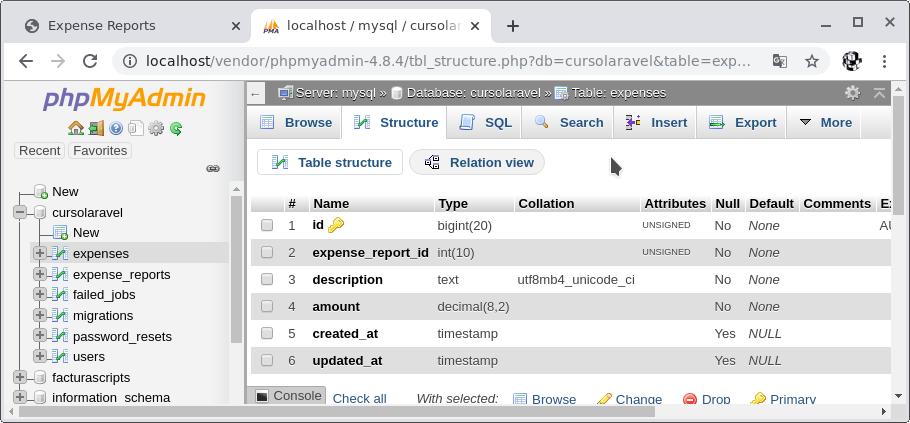 Expense Reports
localhost / mysql / cursolar
localhost/vendor/phpmyadmin-4.8.4/tbl_structure.php?db=cursolaravel&table=exp...
phpMyAdmin
Recent Favorites
New
cursolaravel
New
expenses
expense_reports
failed_jobs
migrations
password_resets
users
facturascripts
information_schema
Server: mysql » Database: cursolaravel » Table: expenses
Browse Structure SQL Search Insert Export More
Table structure Relation view
# Name Type Collation Attributes Null Default Comments E
1 id bigint(20) UNSIGNED No None AU
2 expense_report_id int(10) UNSIGNED No None
3 description text utf8mb4_unicode_ci No None
4 amount decimal(8,2) No None
5 created_at timestamp Yes NULL
6 updated_at timestamp Yes NULL
Console Check all With selected: Browse Change Drop Primary